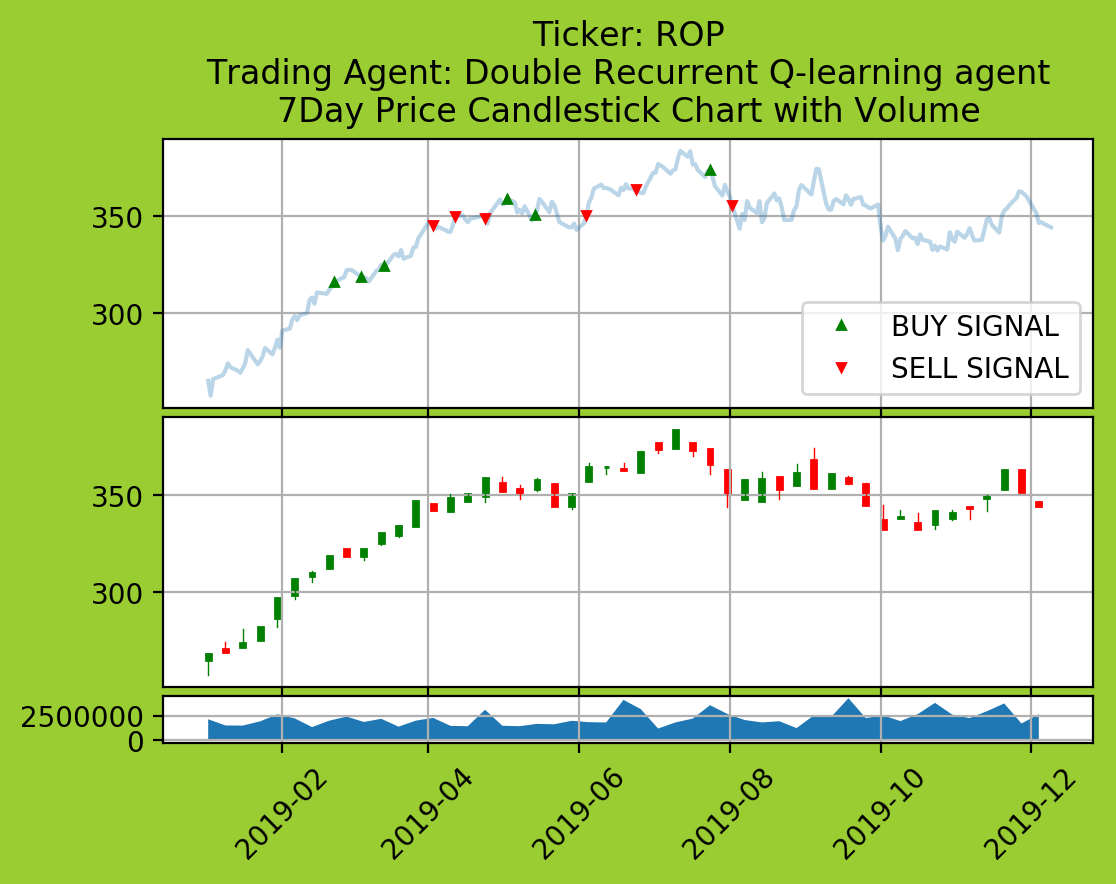 Ticker: ROP
Trading Agent: Double Recurrent Q-learning agent
7Day Price Candlestick Chart with Volume
350
300
BUY SIGNAL
SELL SIGNAL
350
300
2500000
0
2019-02
2019-04
2019-06
2019-08
2019-10
2019-12